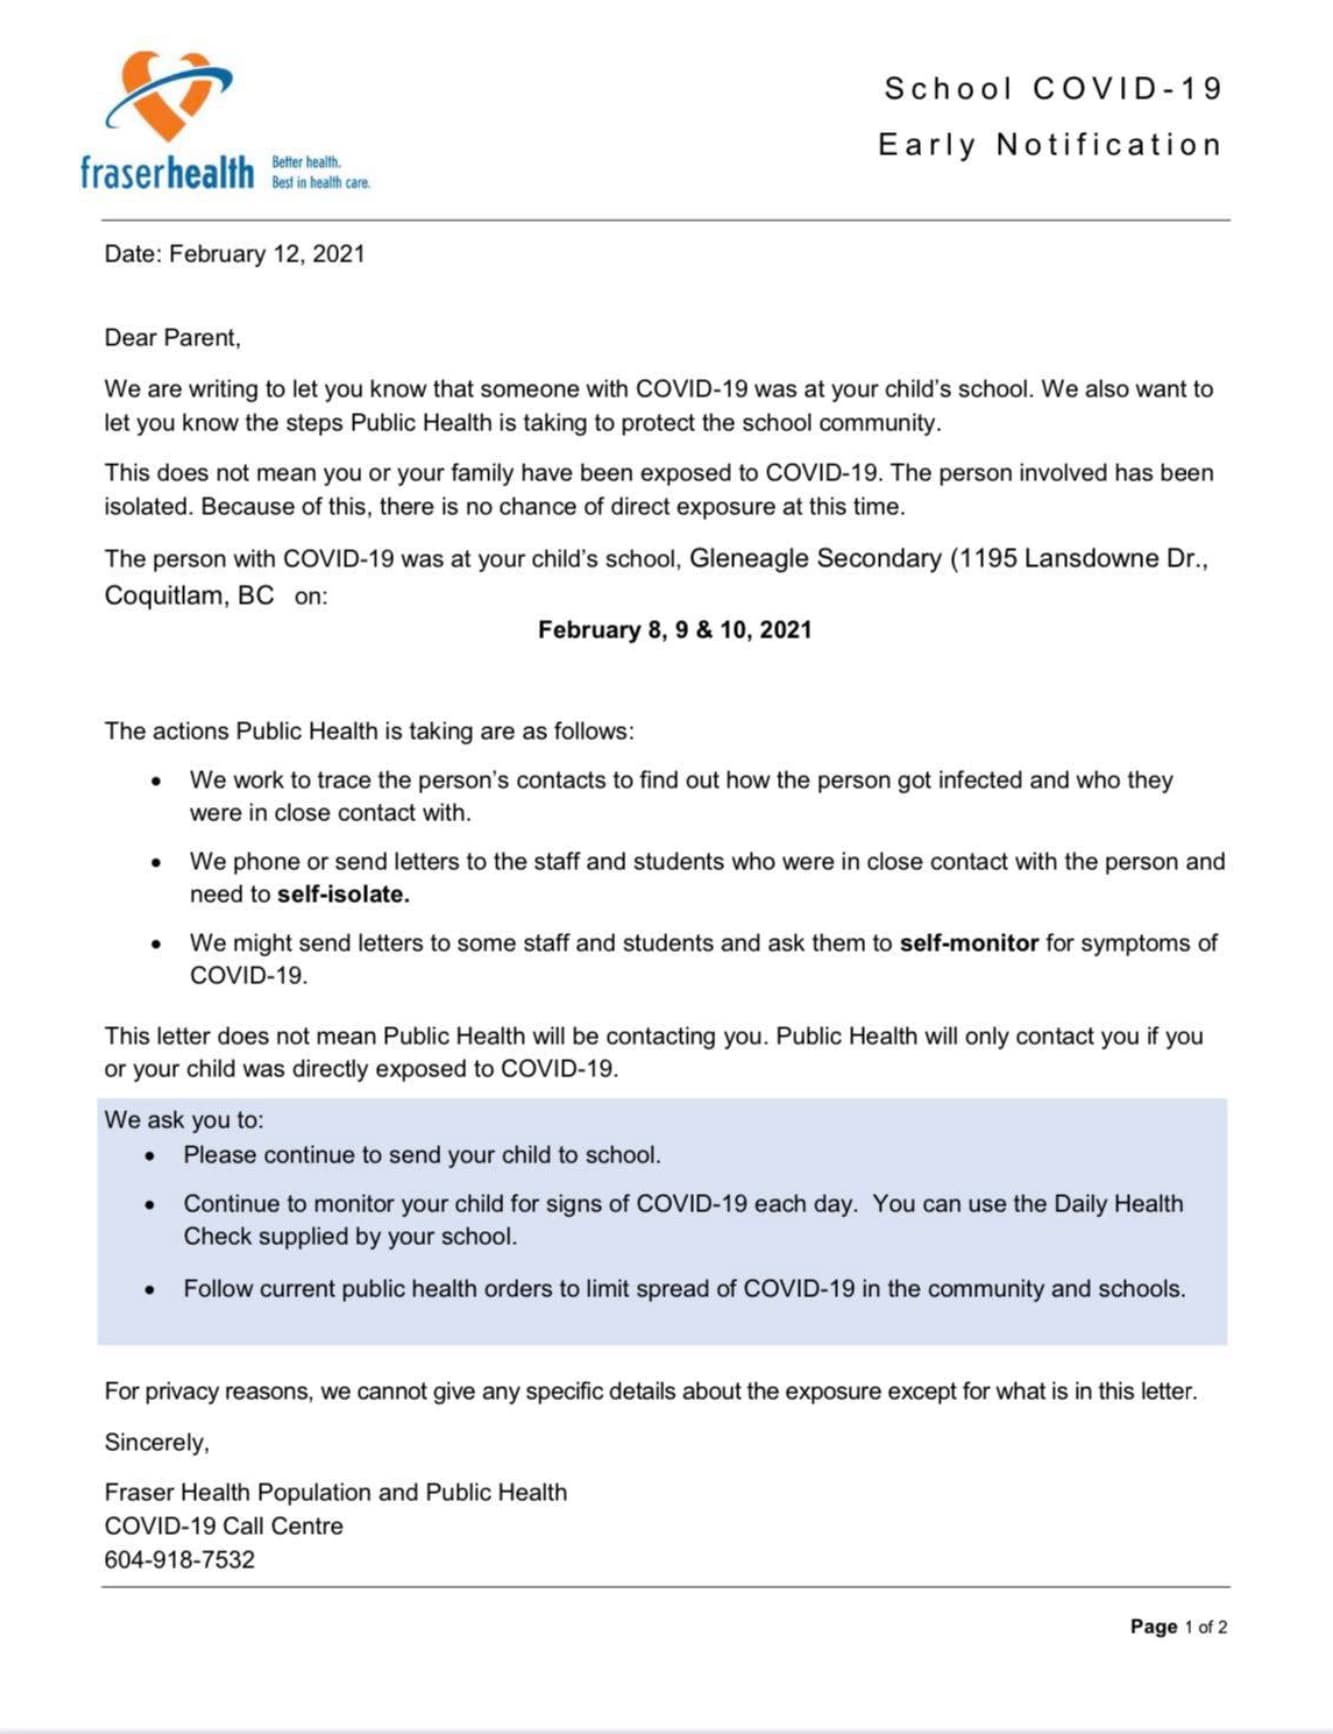 fraserhealth
Better health.
Best in health care.
School COVID-19
Early Notification
Date: February 12, 2021
Dear Parent,
We are writing to let you know that someone with COVID-19 was at your child's school. We also want to
let you know the steps Public Health is taking to protect the school community.
This does not mean you or your family have been exposed to COVID-19. The person involved has been
isolated. Because of this, there is no chance of direct exposure at this time.
The person with COVID-19 was at your child's school, Gleneagle Secondary (1195 Lansdowne Dr.,
Coquitlam, BC on:
February 8, 9 & 10, 2021
The actions Public Health is taking are as follows:
• We work to trace the person's contacts to find out how the person got infected and who they
were in close contact with.
• We phone or send letters to the staff and students who were in close contact with the person and
need to self-isolate.
• We might send letters to some staff and students and ask them to self-monitor for symptoms of
COVID-19.
This letter does not mean Public Health will be contacting you. Public Health will only contact you if you
or your child was directly exposed to COVID-19.
We ask you to:
• Please continue to send your child to school.
• Continue to monitor your child for signs of COVID-19 each day. You can use the Daily Health
Check supplied by your school.
• Follow current public health orders to limit spread of COVID-19 in the community and schools.
For privacy reasons, we cannot give any specific details about the exposure except for what is in this letter.
Sincerely,
Fraser Health Population and Public Health
COVID-19 Call Centre
604-918-7532
Page 1 of 2